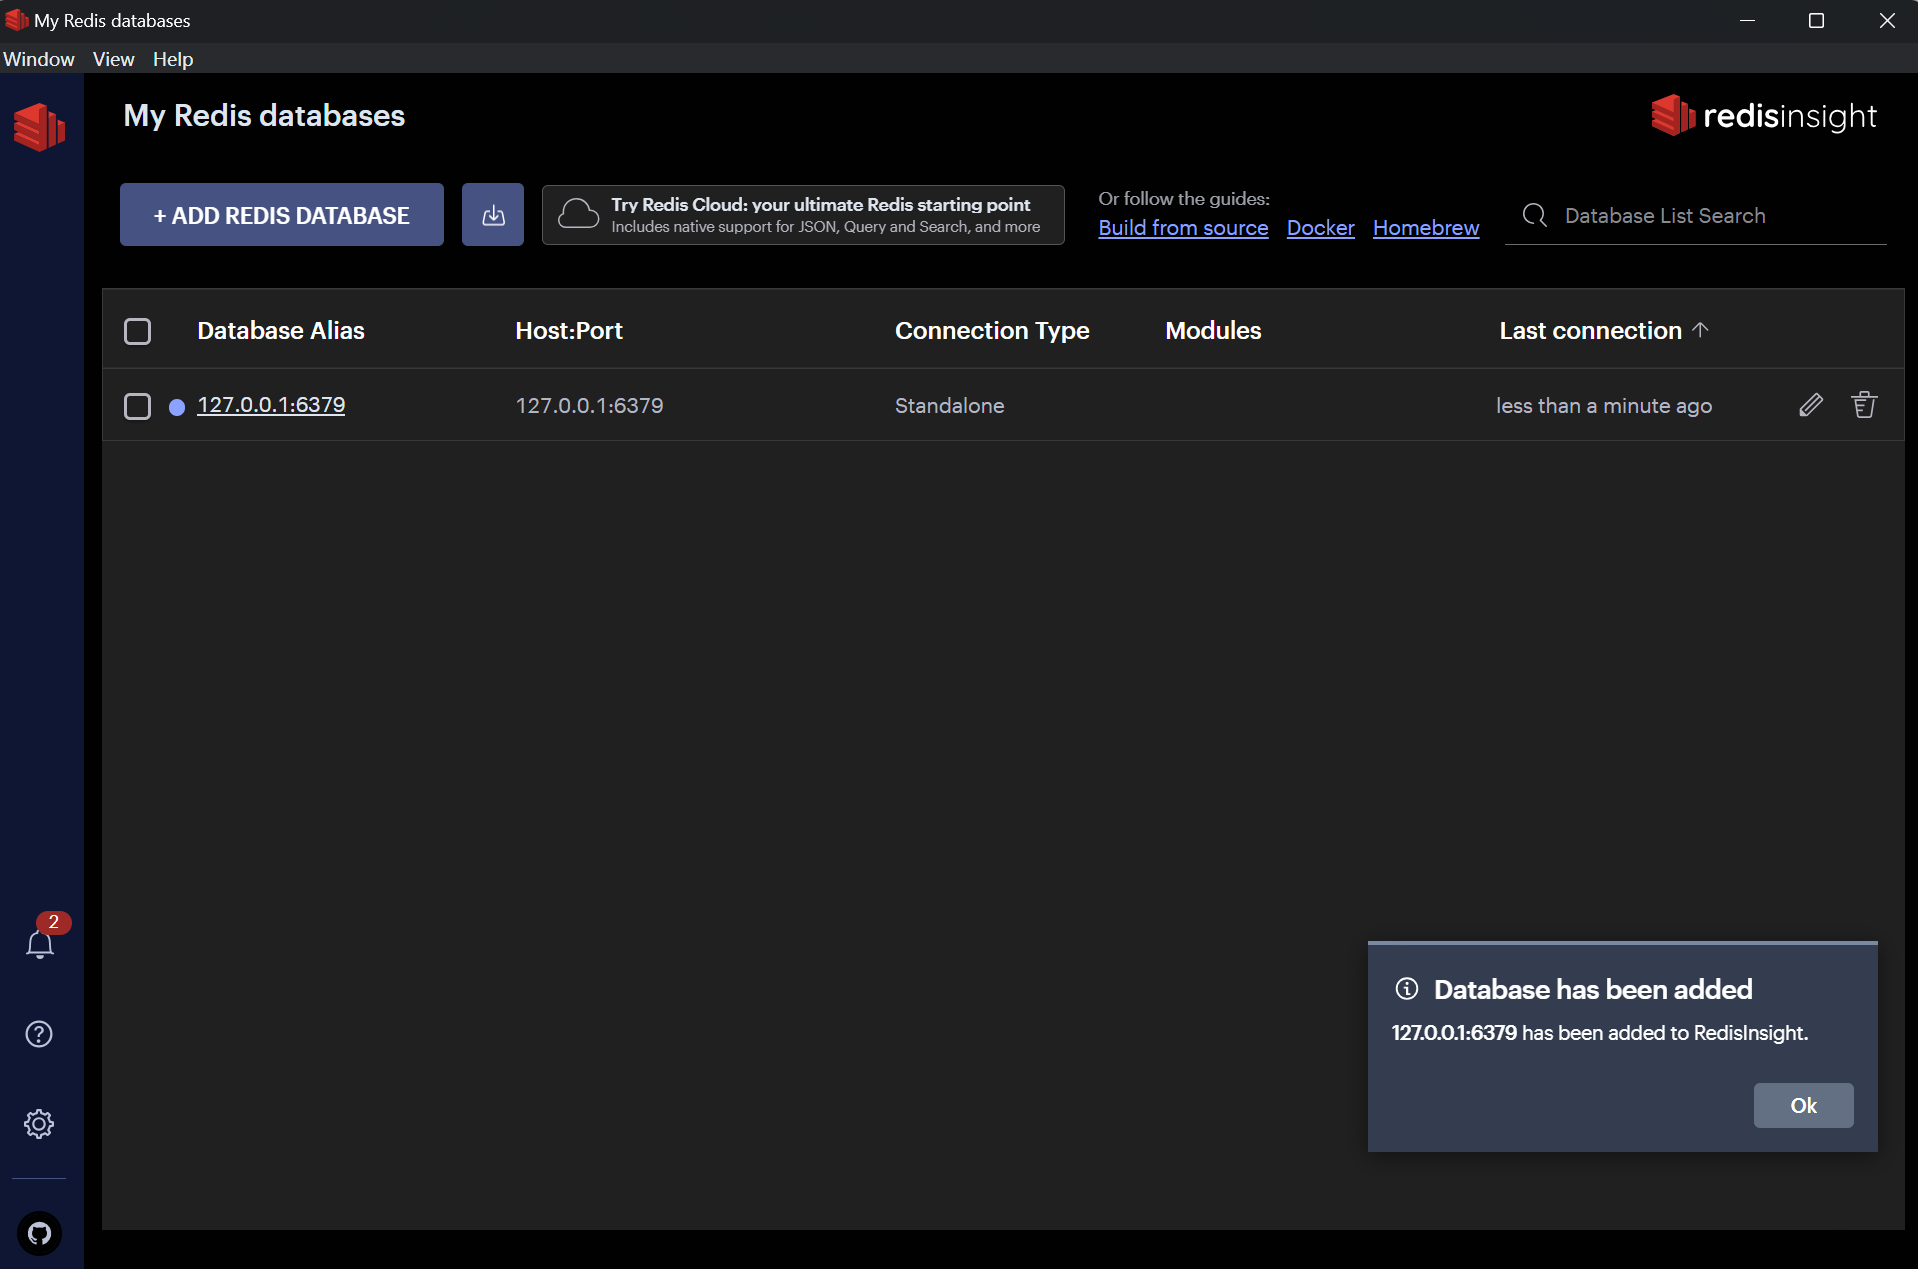 My Redis databases
Window View Help
My Redis databases
redisinsight
+ ADD REDIS DATABASE
Try Redis Cloud: your ultimate Redis starting point
Includes native support for JSON, Query and Search, and more
Or follow the guides:
Build from source Docker Homebrew
Database List Search
Database Alias Host:Port Connection Type Modules Last connection
127.0.0.1:6379 127.0.0.1:6379 Standalone less than a minute ago
2
Database has been added
127.0.0.1:6379 has been added to RedisInsight.
Ok